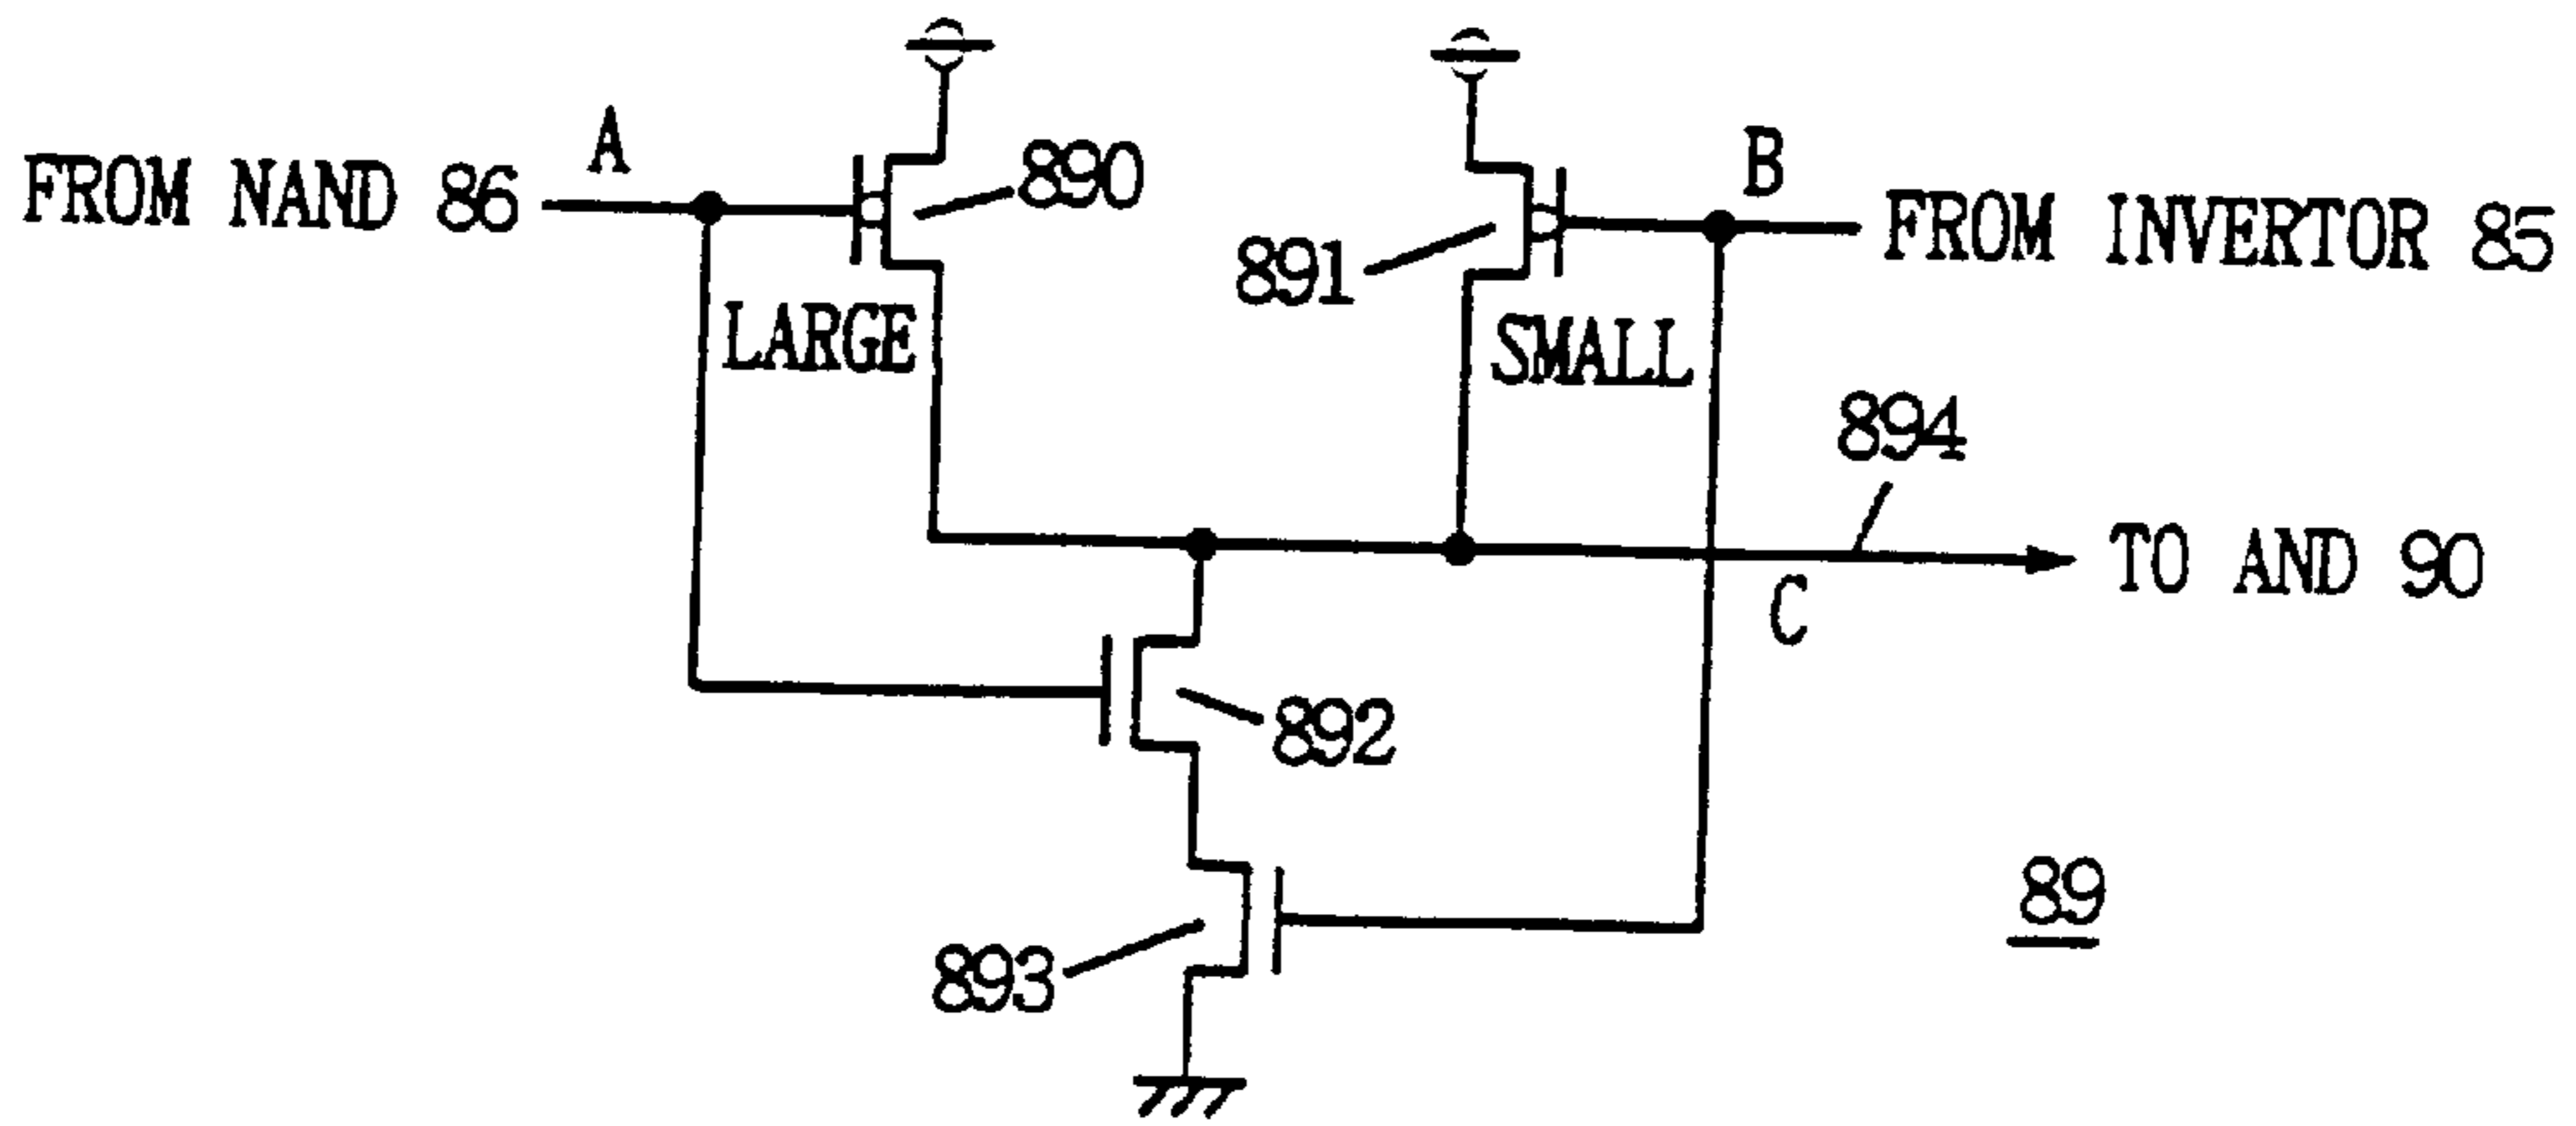 A
FROM NAND 86
890
LARGE
891
SMALL
B
FROM INVERTOR 85
894
TO AND 90
C
892
893
89